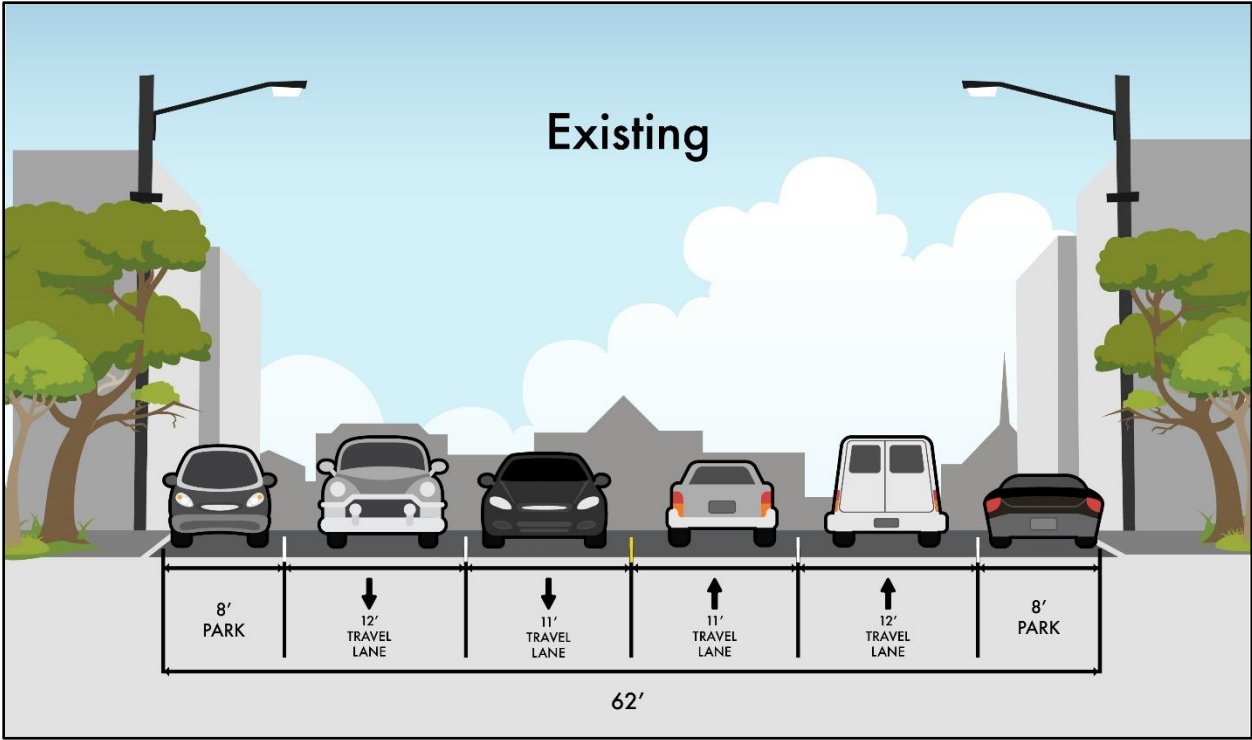 Existing
8'
PARK
12'
TRAVEL
LANE
11'
TRAVEL
LANE
11'
TRAVEL
LANE
12'
TRAVEL
LANE
8'
PARK
62'